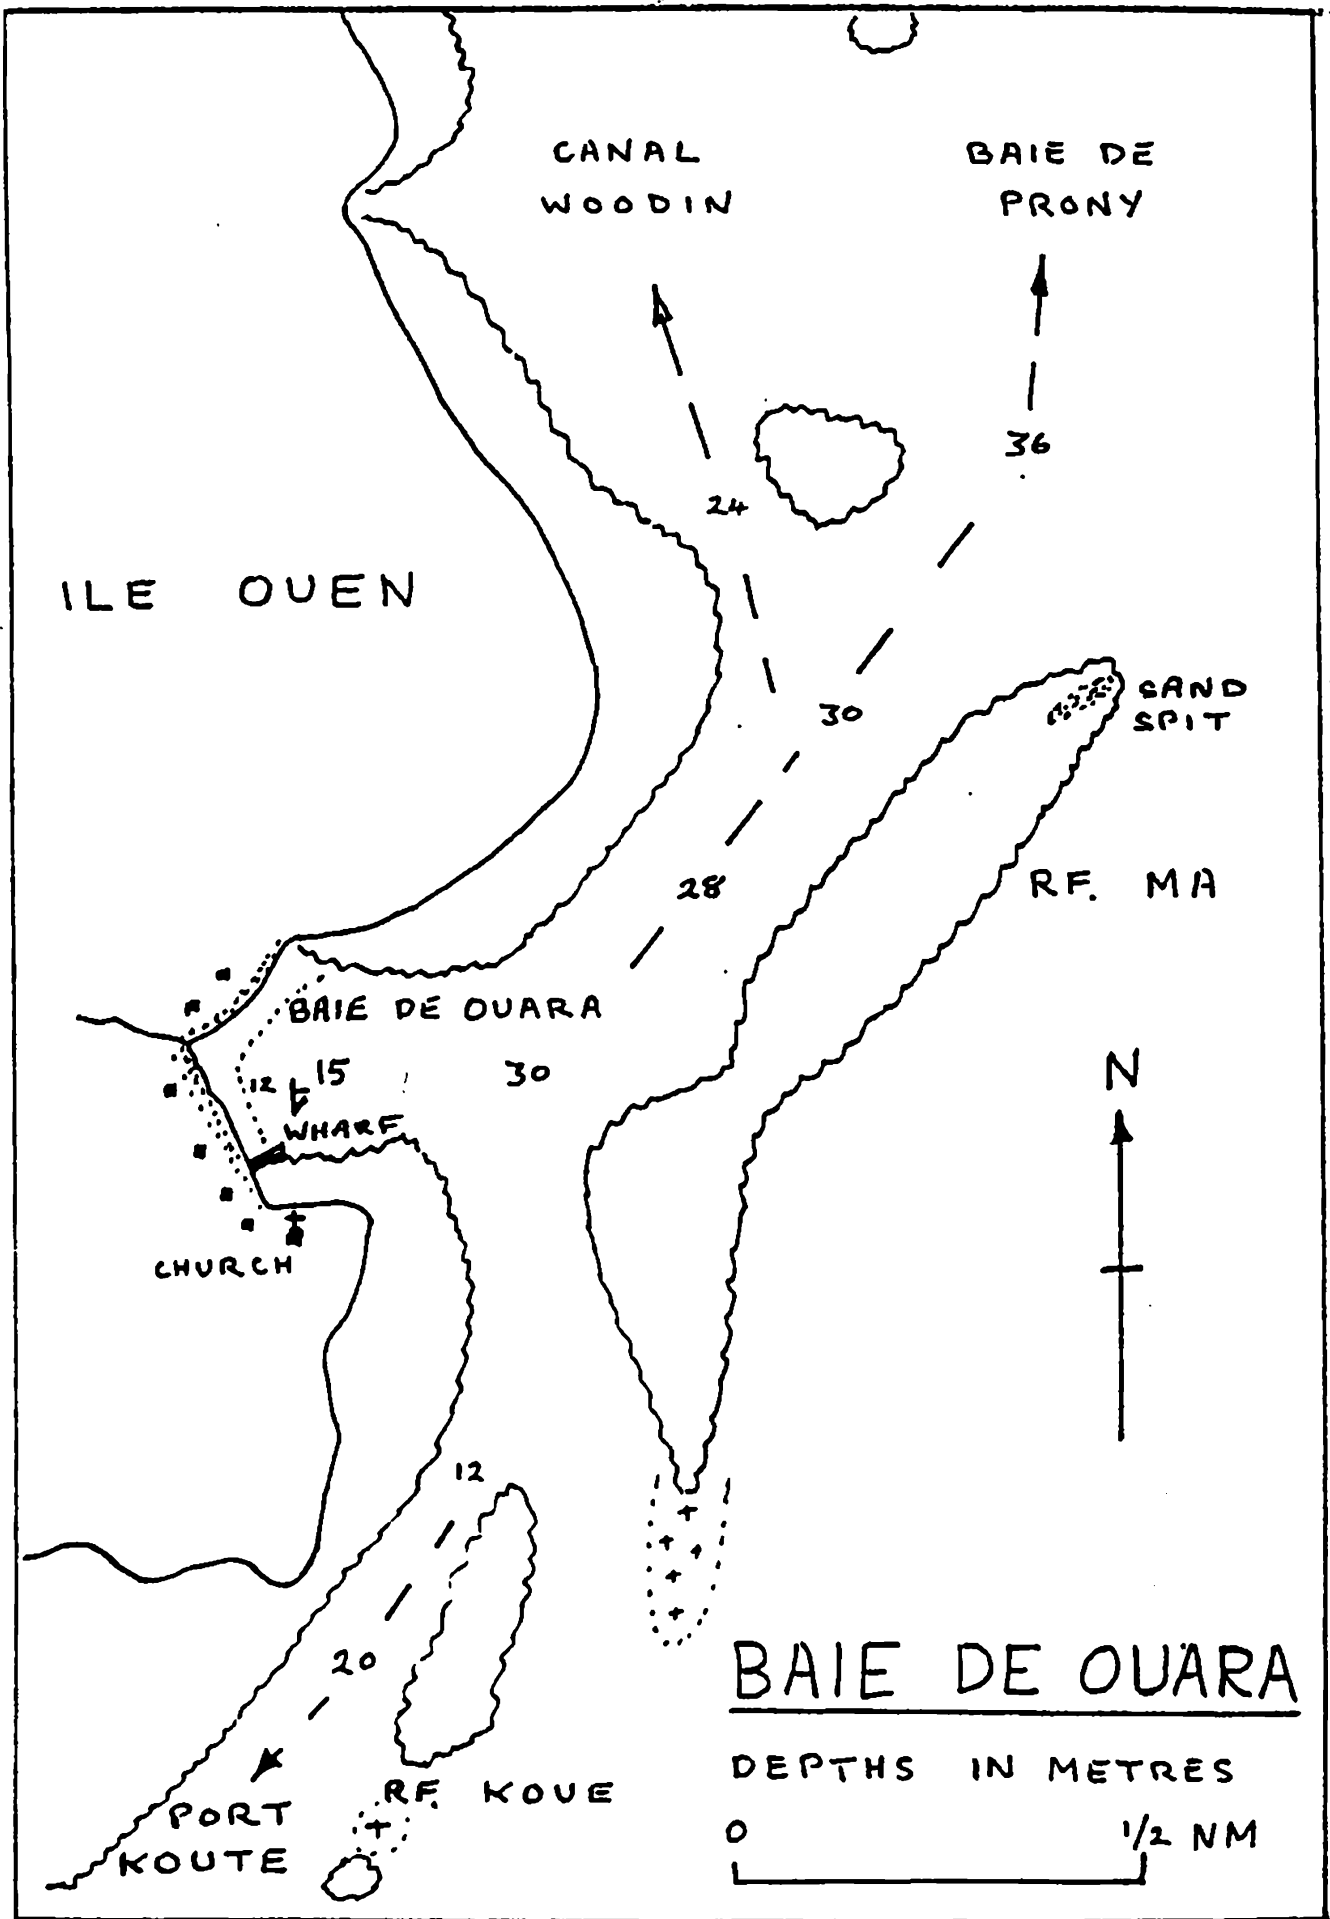 CANAL
WOODIN
BAIE DE
PRONY
36
24
ILE OUEN
30
SAND
SPIT
28
RF. MA
BAIE DE OUARA
12
15
30
N
WHARF
CHURCH
12
20
BAIE DE OUARA
RF. KOUE
DEPTHS IN METRES
PORT
KOUTE
0
1/2 NM